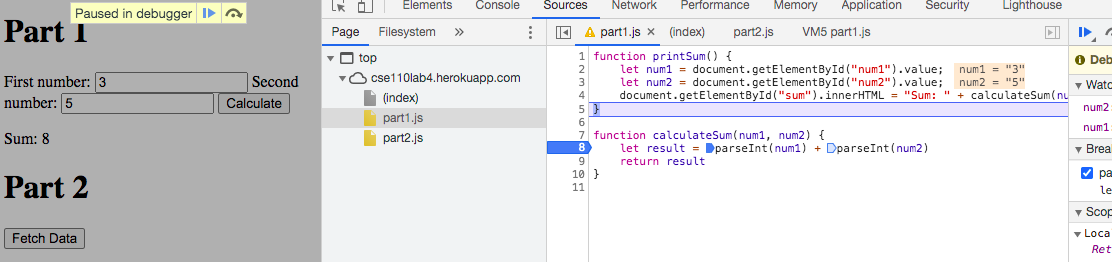 Paused in debugger
Part 1
First number: 3 Second
number: 5 Calculate
Sum: 8
Part 2
Fetch Data
Elements Console Sources Network Performance Memory Application Security Lighthouse
Page Filesystem »
top
cse110lab4.herokuapp.com
(index)
part1.js
part2.js
part1.js × (index) part2.js VM5 part1.js
1 function printSum() {
2 let num1 = document.getElementById("num1").value; num1 = "3"
3 let num2 = document.getElementById("num2").value; num2 = "5"
4 document.getElementById("sum").innerHTML = "Sum: " + calculateSum(nu
5 }
6
7 function calculateSum(num1, num2) {
8 let result = parseInt(num1) + parseInt(num2)
9 return result
10 }
11
Deb
Watc
num2:
num1:
Brea
pa
le
Scop
Loca
Ret